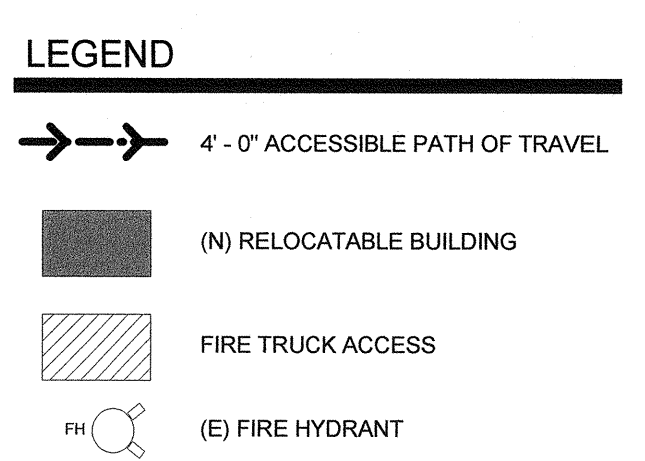 LEGEND
4' - 0" ACCESSIBLE PATH OF TRAVEL
(N) RELOCATABLE BUILDING
FIRE TRUCK ACCESS
FH (E) FIRE HYDRANT